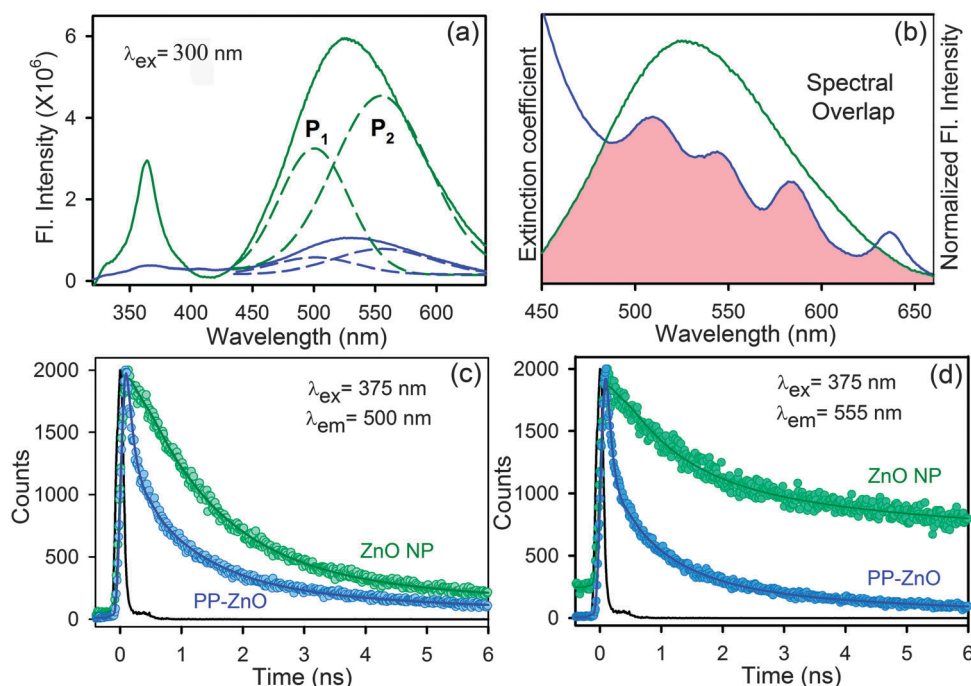 (a)
λex= 300 nm
P1
P2
Fl. Intensity (X10^6)
6
4
2
0
350 400 450 500 550 600
Wavelength (nm)
(b)
Spectral
Overlap
Extinction coefficient
Normalized Fl. Intensity
450 500 550 600 650
Wavelength (nm)
(c)
λex= 375 nm
λem= 500 nm
ZnO NP
PP-ZnO
Counts
2000
1500
1000
500
0
0 1 2 3 4 5 6
Time (ns)
(d)
λex= 375 nm
λem= 555 nm
ZnO NP
PP-ZnO
Counts
2000
1500
1000
500
0
0 1 2 3 4 5 6
Time (ns)